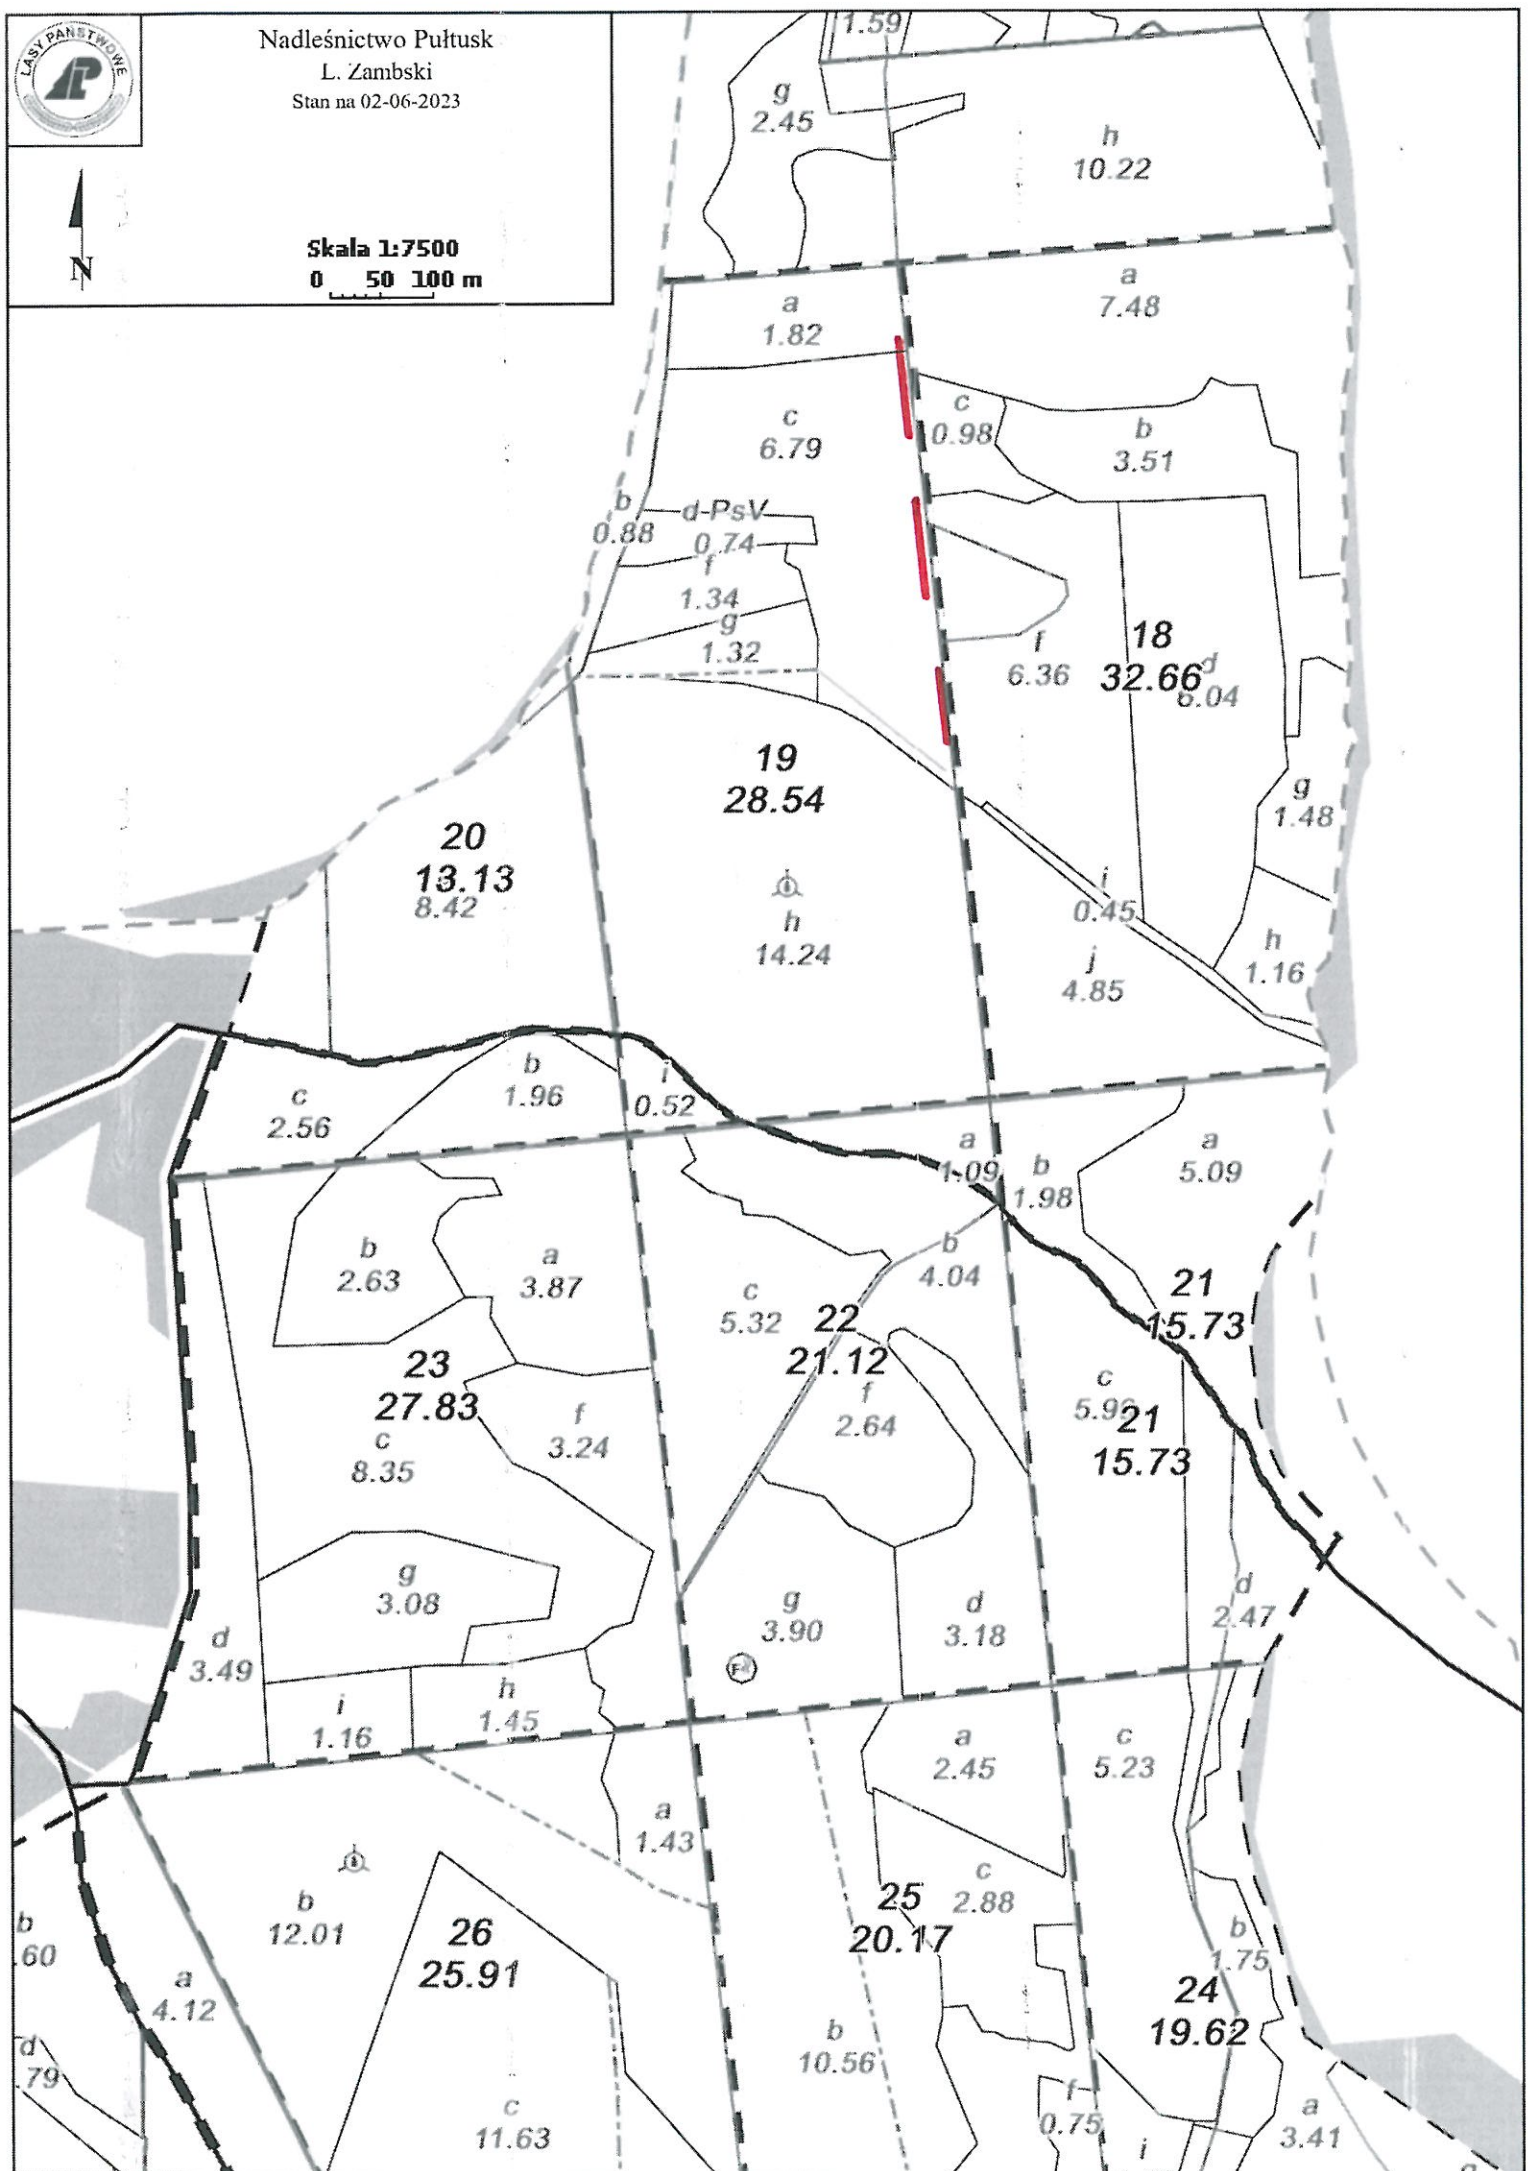 LASY PAŃSTWOWE
Nadleśnictwo Pułtusk
L. Zambski
Stan na 02-06-2023
N
Skala 1:7500
0 50 100 m
1.59
g
2.45
h
10.22
a
1.82
a
7.48
c
6.79
c
0.98
b
3.51
b
0.88
d-PsV
0.74
f
1.34
g
1.32
f
6.36
18
32.66
d
6.04
19
28.54
g
1.48
20
13.13
8.42
h
14.24
i
0.45
j
4.85
h
1.16
c
2.56
b
1.96
i
0.52
a
1.09
b
1.98
a
5.09
b
2.63
a
3.87
c
5.32
b
4.04
22
21.12
21
15.73
23
27.83
c
8.35
f
3.24
f
2.64
c
21
15.73
g
3.08
g
3.90
d
3.18
d
2.47
d
3.49
i
1.16
h
1.45
a
2.45
c
5.23
a
1.43
b
12.01
26
25.91
c
2.88
25
20.17
b
.60
a
4.12
b
1.75
24
19.62
d
.79
b
10.56
c
11.63
f
0.75
a
3.41
i